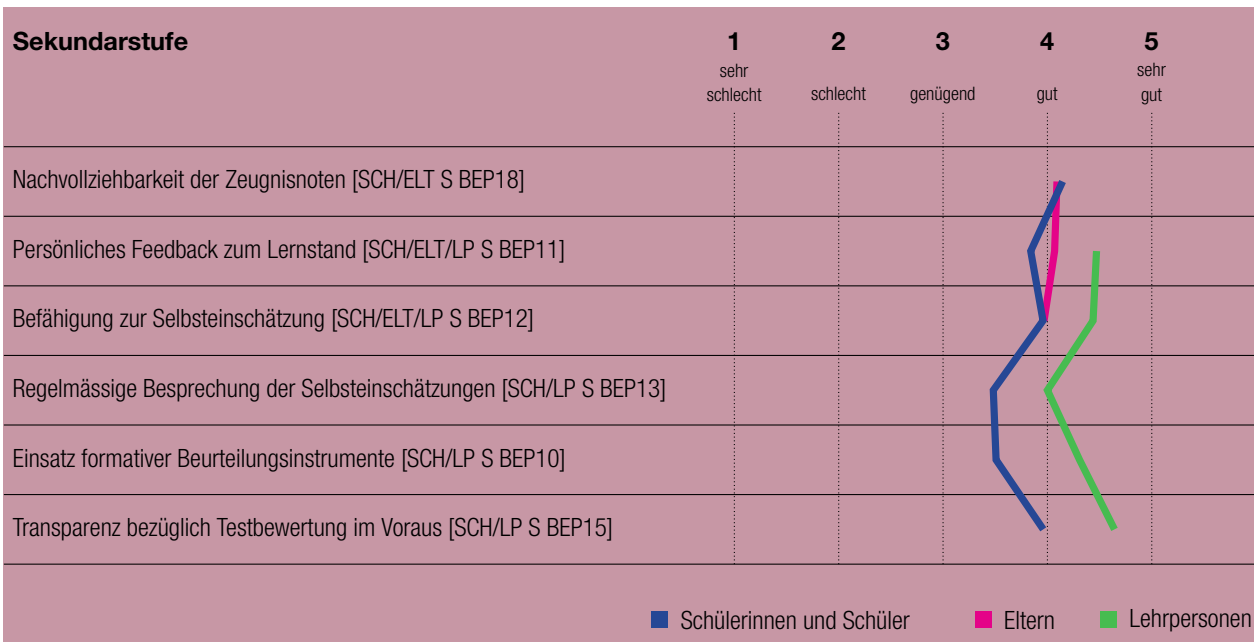 Sekundarstufe
1 2 3 4 5
sehr schlecht schlecht genügend gut sehr gut
Nachvollziehbarkeit der Zeugnisnoten [SCH/ELT S BEP18]
Persönliches Feedback zum Lernstand [SCH/ELT/LP S BEP11]
Befähigung zur Selbsteinschätzung [SCH/ELT/LP S BEP12]
Regelmässige Besprechung der Selbsteinschätzungen [SCH/LP S BEP13]
Einsatz formativer Beurteilungsinstrumente [SCH/LP S BEP10]
Transparenz bezüglich Testbewertung im Voraus [SCH/LP S BEP15]
Schülerinnen und Schüler Eltern Lehrpersonen